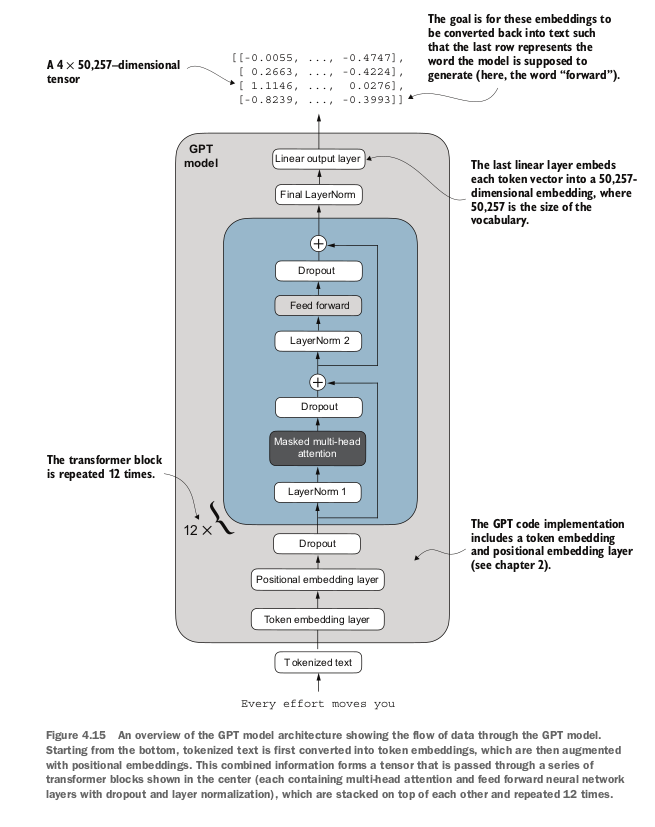 The goal is for these embeddings to
be converted back into text such
that the last row represents the
word the model is supposed to
generate (here, the word “forward”).
A 4 × 50,257–dimensional
tensor
[[-0.0055, ..., -0.4747],
[ 0.2663, ..., -0.4224],
[ 1.1146, ..., 0.0276],
[-0.8239, ..., -0.3993]]
GPT
model
Linear output layer
The last linear layer embeds
each token vector into a 50,257-
dimensional embedding, where
50,257 is the size of the
vocabulary.
Final LayerNorm
+
Dropout
Feed forward
LayerNorm 2
+
Dropout
Masked multi-head
attention
The transformer block
is repeated 12 times.
LayerNorm 1
12 × {
Dropout
The GPT code implementation
includes a token embedding
and positional embedding layer
(see chapter 2).
Positional embedding layer
Token embedding layer
Tokenized text
Every effort moves you
Figure 4.15 An overview of the GPT model architecture showing the flow of data through the GPT model.
Starting from the bottom, tokenized text is first converted into token embeddings, which are then augmented
with positional embeddings. This combined information forms a tensor that is passed through a series of
transformer blocks shown in the center (each containing multi-head attention and feed forward neural network
layers with dropout and layer normalization), which are stacked on top of each other and repeated 12 times.